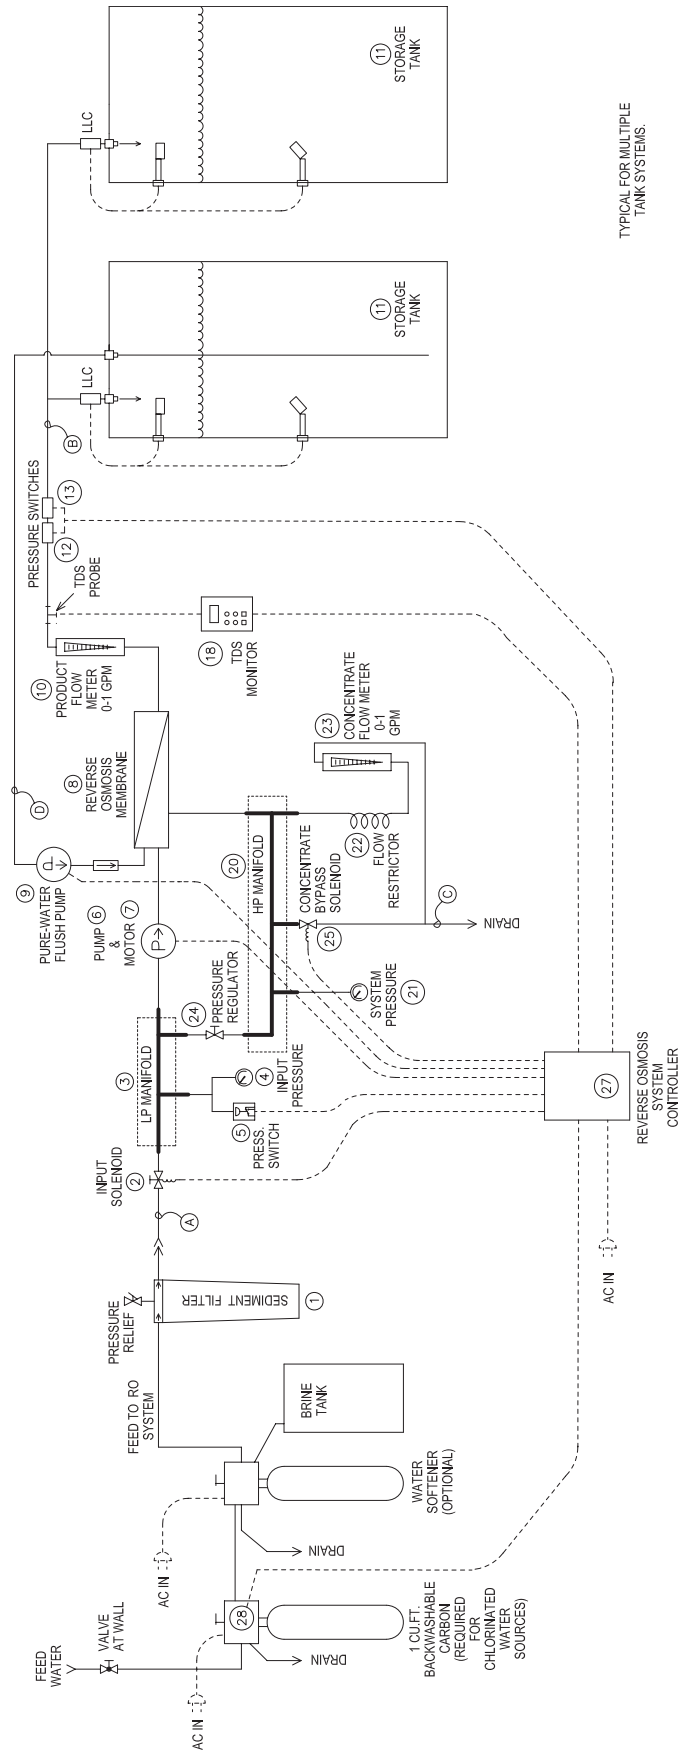 FEED
WATER
VALVE
AT WALL
AC IN
28
DRAIN
1 CU.FT.
BACKWASHABLE
CARBON
(REQUIRED
FOR
CHLORINATED
WATER
SOURCES)
AC IN
DRAIN
WATER
SOFTENER
(OPTIONAL)
BRINE
TANK
FEED TO RO
SYSTEM
PRESSURE
RELIEF
SEDIMENT FILTER
1
A
INPUT
SOLENOID
2
3
LP MANIFOLD
5
PRESS.
SWITCH
4
INPUT
PRESSURE
24
PRESSURE
REGULATOR
PUMP 6
&
MOTOR 7
P
9
PURE-WATER
FLUSH PUMP
D
8
REVERSE
OSMOSIS
MEMBRANE
20
HP MANIFOLD
SYSTEM
PRESSURE
21
CONCENTRATE
BYPASS
SOLENOID
25
C
DRAIN
22
FLOW
RESTRICTOR
23
CONCENTRATE
FLOW METER
0-1
GPM
10
PRODUCT
FLOW
METER
0-1 GPM
TDS
PROBE
18
TDS
MONITOR
PRESSURE SWITCHES
12
13
B
LLC
11
STORAGE
TANK
LLC
11
STORAGE
TANK
AC IN
27
REVERSE OSMOSIS
SYSTEM
CONTROLLER
TYPICAL FOR MULTIPLE
TANK SYSTEMS.